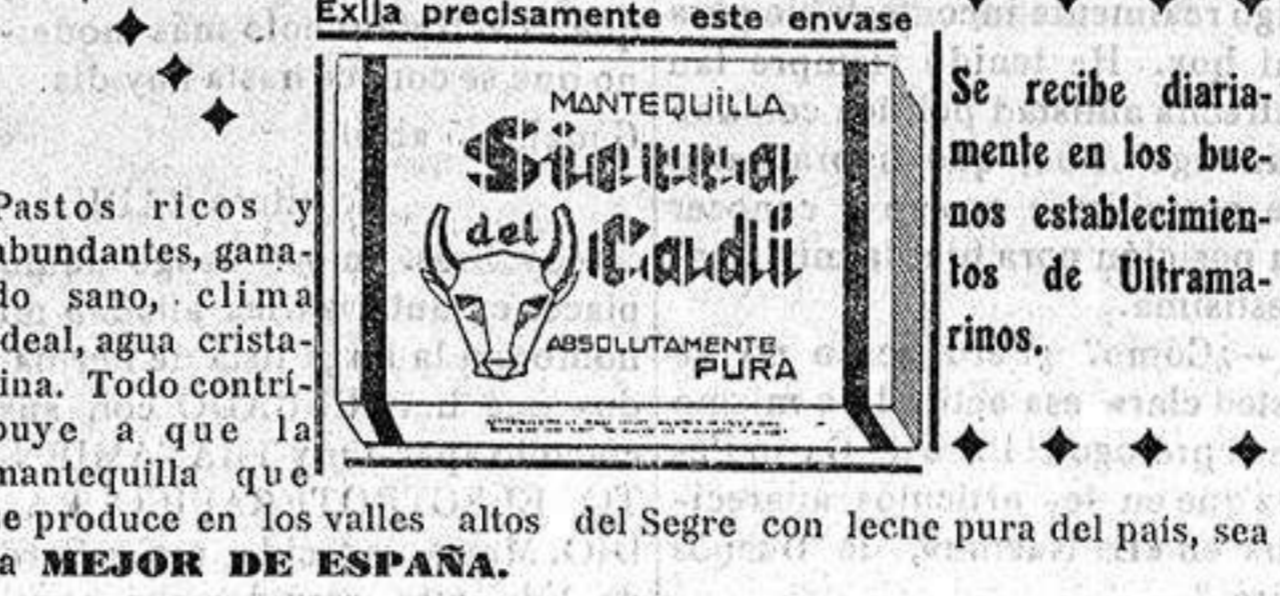 Exija precisamente este envase
MANTEQUILLA
Sierra
del Cadí
ABSOLUTAMENTE
PURA
Pastos ricos y
abundantes, gana-
do sano, clima
ideal, agua crista-
lina. Todo contri-
buye a que la
mantequilla que
se produce en los valles altos del Segre con leche pura del país, sea
la MEJOR DE ESPAÑA.
Se recibe diaria-
mente en los bue-
nos establecimien-
tos de Ultrama-
rinos.